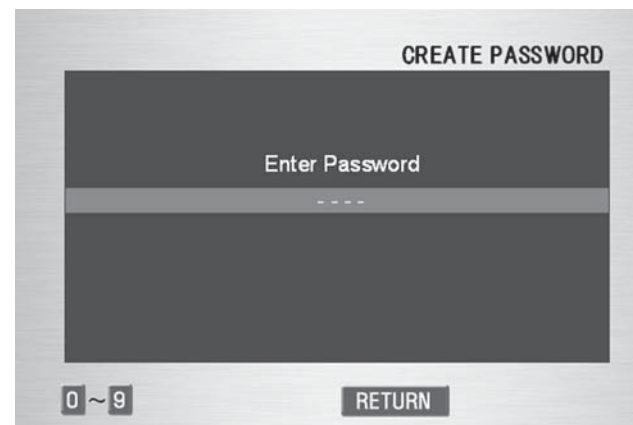 CREATE PASSWORD
Enter Password
- - - -
0 ~ 9 RETURN